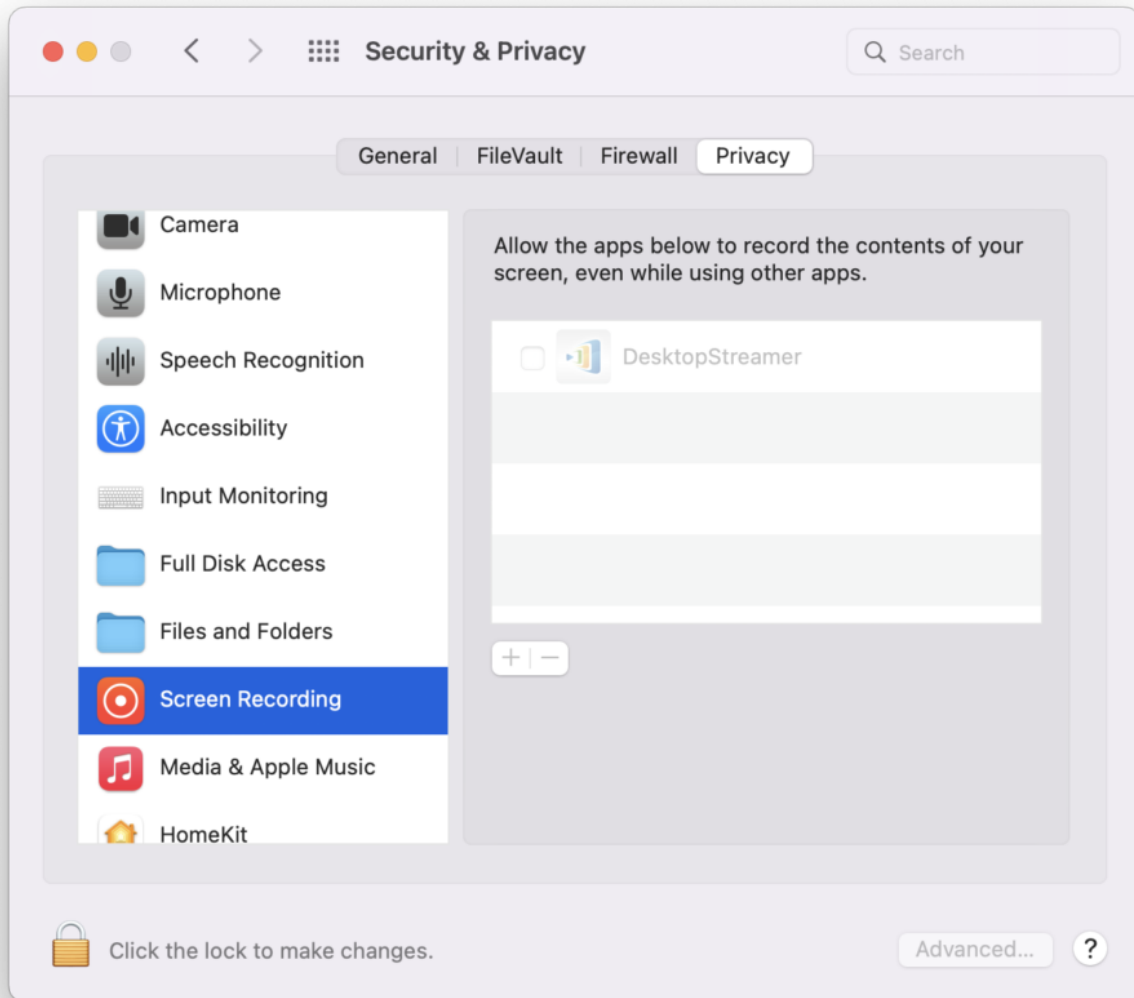 Security & Privacy
Search
General
FileVault
Firewall
Privacy
Camera
Microphone
Speech Recognition
Accessibility
Input Monitoring
Full Disk Access
Files and Folders
Screen Recording
Media & Apple Music
HomeKit
Allow the apps below to record the contents of your
screen, even while using other apps.
DesktopStreamer
Click the lock to make changes.
Advanced...
?